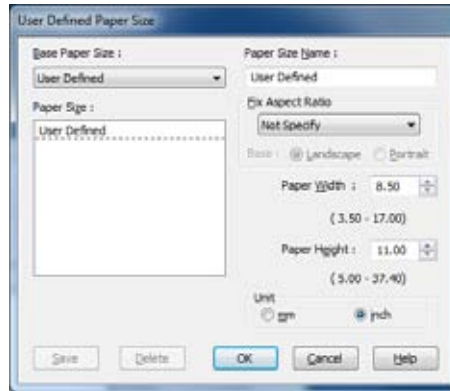 User Defined Paper Size
Base Paper Size :
User Defined
Paper Size :
User Defined
Paper Size Name :
User Defined
Fix Aspect Ratio
Not Specify
Base : Landscape Portrait
Paper Width : 8.50
(3.50 - 17.00)
Paper Height : 11.00
(5.00 - 37.40)
Unit
mm inch
Save Delete OK Cancel Help